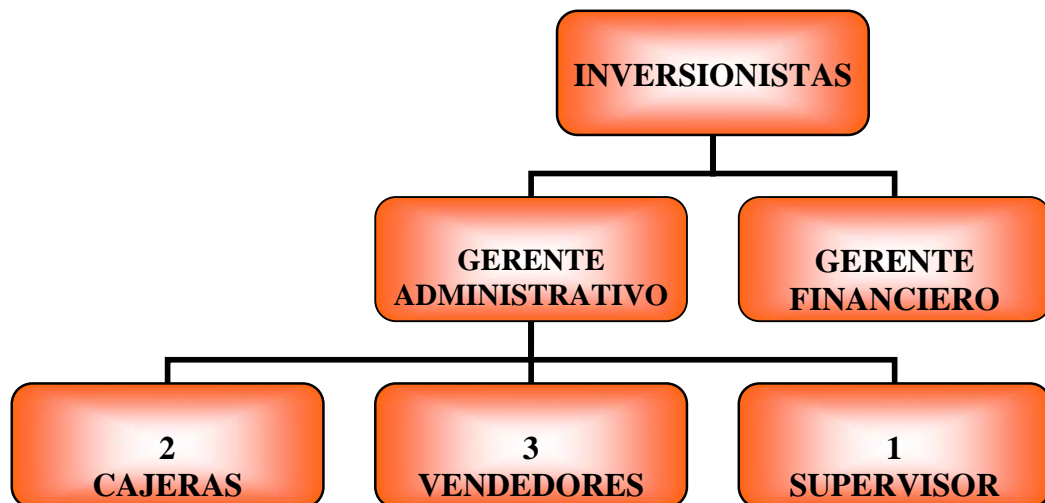 INVERSIONISTAS
GERENTE
ADMINISTRATIVO
GERENTE
FINANCIERO
2
CAJERAS
3
VENDEDORES
1
SUPERVISOR